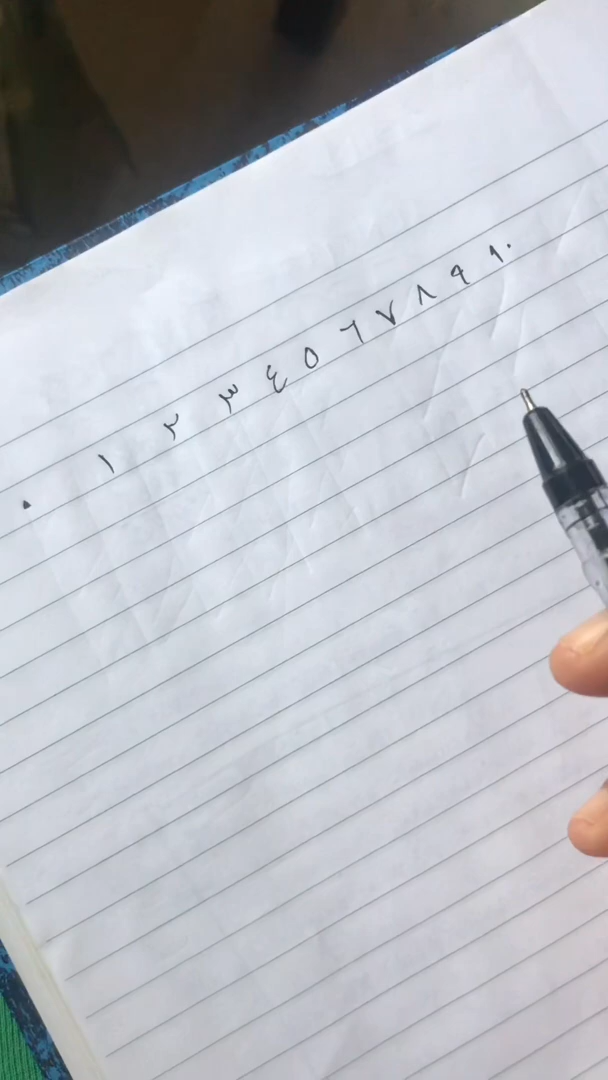 ٠ ١ ٢ ٣ ٤ ٥ ٦ ٧ ٨ ٩ ١٠